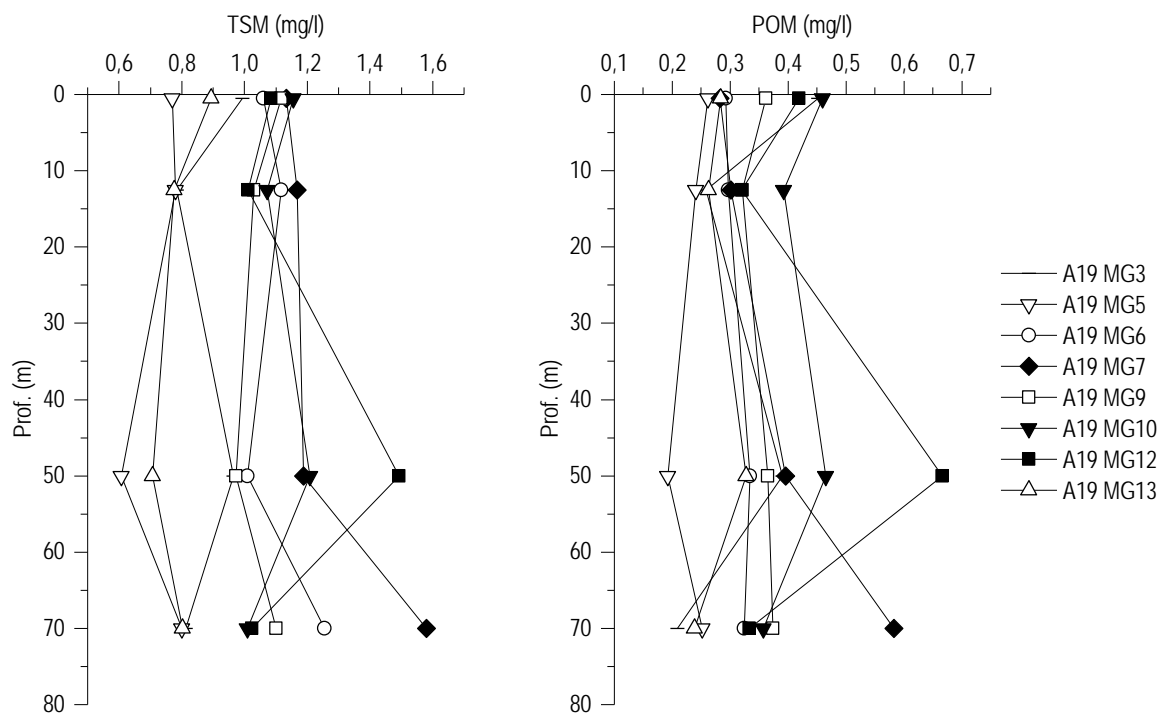 TSM (mg/l)
0,6 0,8 1,0 1,2 1,4 1,6
0
10
20
30
40
50
60
70
80
Prof. (m)
POM (mg/l)
0,1 0,2 0,3 0,4 0,5 0,6 0,7
0
10
20
30
40
50
60
70
80
Prof. (m)
A19 MG3
A19 MG5
A19 MG6
A19 MG7
A19 MG9
A19 MG10
A19 MG12
A19 MG13